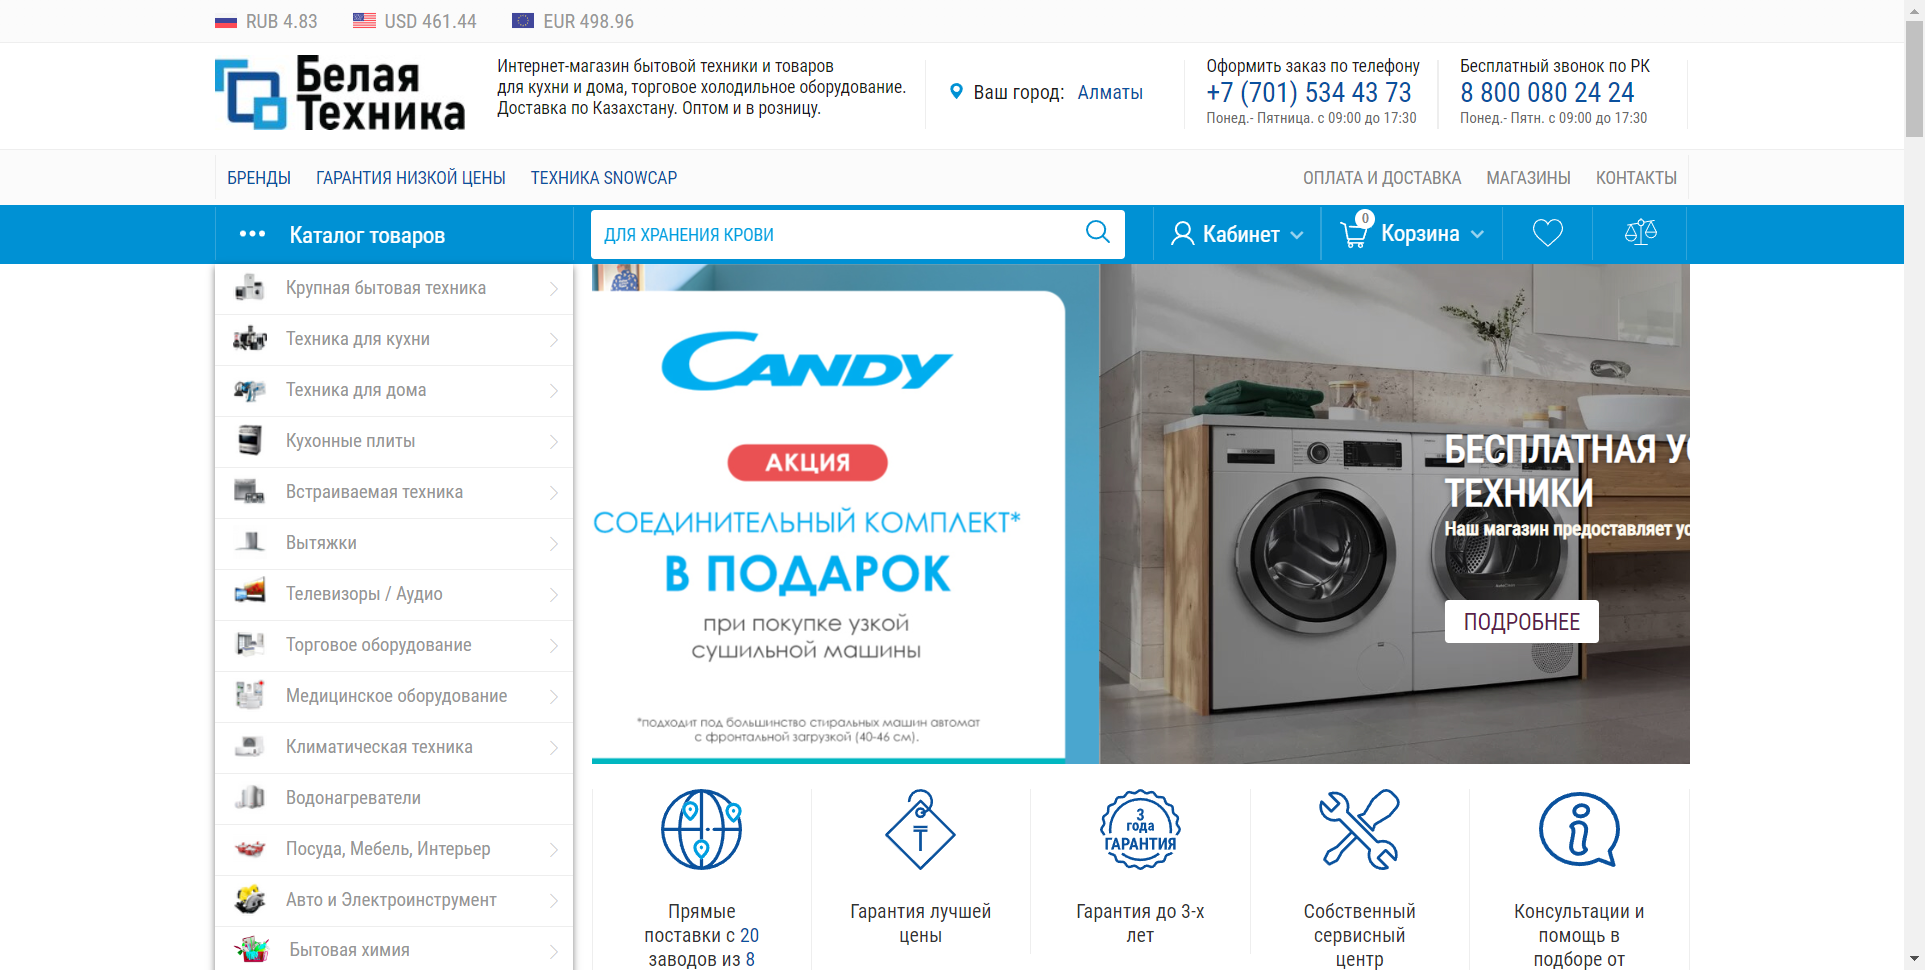 RUB 4.83
USD 461.44
EUR 498.96
Белая
Техника
Интернет-магазин бытовой техники и товаров
для кухни и дома, торговое холодильное оборудование.
Доставка по Казахстану. Оптом и в розницу.
Ваш город: Алматы
Оформить заказ по телефону
+7 (701) 534 43 73
Понед.- Пятница. с 09:00 до 17:30
Бесплатный звонок по РК
8 800 080 24 24
Понед.- Пятн. с 09:00 до 17:30
БРЕНДЫ
ГАРАНТИЯ НИЗКОЙ ЦЕНЫ
ТЕХНИКА SNOWCAP
ОПЛАТА И ДОСТАВКА
МАГАЗИНЫ
КОНТАКТЫ
Каталог товаров
ДЛЯ ХРАНЕНИЯ КРОВИ
Кабинет
0
Корзина
Крупная бытовая техника
Техника для кухни
Техника для дома
Кухонные плиты
Встраиваемая техника
Вытяжки
Телевизоры / Аудио
Торговое оборудование
Медицинское оборудование
Климатическая техника
Водонагреватели
Посуда, Мебель, Интерьер
Авто и Электроинструмент
Бытовая химия
CANDY
АКЦИЯ
СОЕДИНИТЕЛЬНЫЙ КОМПЛЕКТ*
В ПОДАРОК
при покупке узкой
сушильной машины
*подходит под большинство стиральных машин автомат
с фронтальной загрузкой (40-46 см).
БЕСПЛАТНАЯ УС
ТЕХНИКИ
Наш магазин предоставляет ус
ПОДРОБНЕЕ
Прямые
поставки с 20
заводов из 8
₸
Гарантия лучшей
цены
3
года
ГАРАНТИЯ
Гарантия до 3-х
лет
Собственный
сервисный
центр
Консультации и
помощь в
подборе от